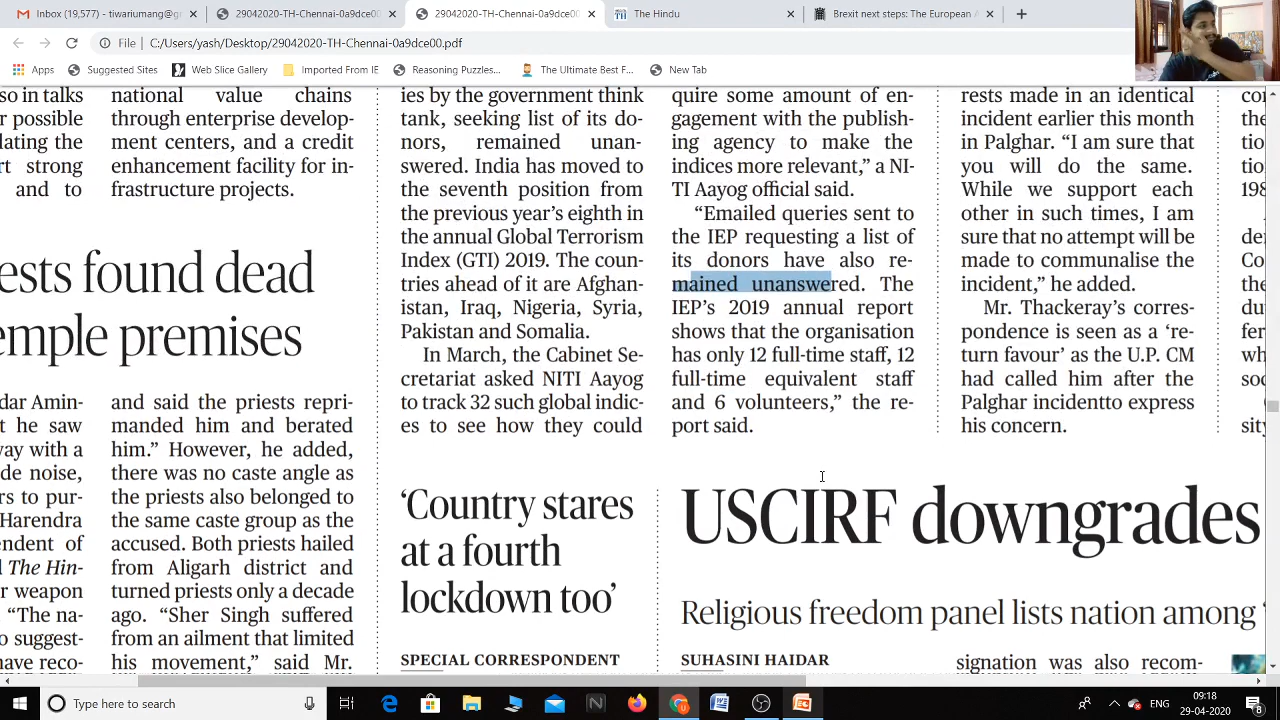 Inbox (19,577) - tiwariumang@g
29042020-TH-Chennai-0a9dce00.
29042020-TH-Chennai-0a9dce00.
The Hindu
Brexit next steps: The European
File
C:/Users/yash/Desktop/29042020-TH-Chennai-0a9dce00.pdf
Apps
Suggested Sites
Web Slice Gallery
Imported From IE
Reasoning Puzzles...
The Ultimate Best F...
New Tab
so in talks
possible
strong
and to
national value chains
through enterprise develop-
ment centers, and a credit
enhancement facility for in-
frastructure projects.
ests found dead
emple premises
dar Amin-
t he saw
way with a
de noise,
rs to pur-
Harendra
endent of
The Hin-
r weapon
"The na-
o suggest-
have reco-
and said the priests repri-
manded him and berated
him." However, he added,
there was no caste angle as
the priests also belonged to
the same caste group as the
accused. Both priests hailed
from Aligarh district and
turned priests only a decade
ago. "Sher Singh suffered
from an ailment that limited
his movement," said Mr.
ies by the government think
tank, seeking list of its do-
nors, remained unan-
swered. India has moved to
the seventh position from
the previous year's eighth in
the annual Global Terrorism
Index (GTI) 2019. The coun-
tries ahead of it are Afghan-
istan, Iraq, Nigeria, Syria,
Pakistan and Somalia.
In March, the Cabinet Se-
cretariat asked NITI Aayog
to track 32 such global indic-
es to see how they could
quire some amount of en-
gagement with the publish-
ing agency to make the
indices more relevant," a NI-
TI Aayog official said.
"Emailed queries sent to
the IEP requesting a list of
its donors have also re-
mained unanswered. The
IEP's 2019 annual report
shows that the organisation
has only 12 full-time staff, 12
full-time equivalent staff
and 6 volunteers," the re-
port said.
rests made in an identical
incident earlier this month
in Palghar. "I am sure that
you will do the same.
While we support each
other in such times, I am
sure that no attempt will be
made to communalise the
incident," he added.
Mr. Thackeray's corres-
pondence is seen as a 're-
turn favour' as the U.P. CM
had called him after the
Palghar incidentto express
his concern.
'Country stares
at a fourth
lockdown too'
SPECIAL CORRESPONDENT
USCIRF downgrades
Religious freedom panel lists nation among '
SUHASINI HAIDAR
signation was also recom-
Type here to search
ENG
09:18
29-04-2020